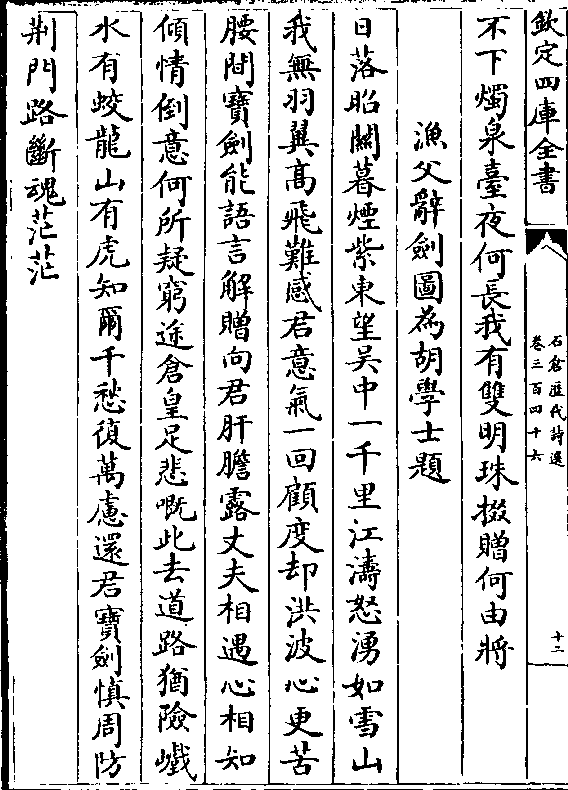 欽定四庫全書
石倉歷代詩選
卷三百四十六
十二
不下燭泉臺夜何長我有雙明珠掇贈何由將
漁父辭劍圖為胡學士題
日落昭關暮煙紫東望吳中一千里江濤怒湧如雪山
我無羽翼髙飛難感君意氣一回顧度却洪波心更苦
腰間寶劍能語言解贈向君肝膽露丈夫相遇心相知
傾情倒意何所疑窮途倉皇足悲嘅此去道路猶險巇
水有蛟龍山有虎知爾千愁復萬慮還君寶劍慎周防
荆門路斷魂茫茫